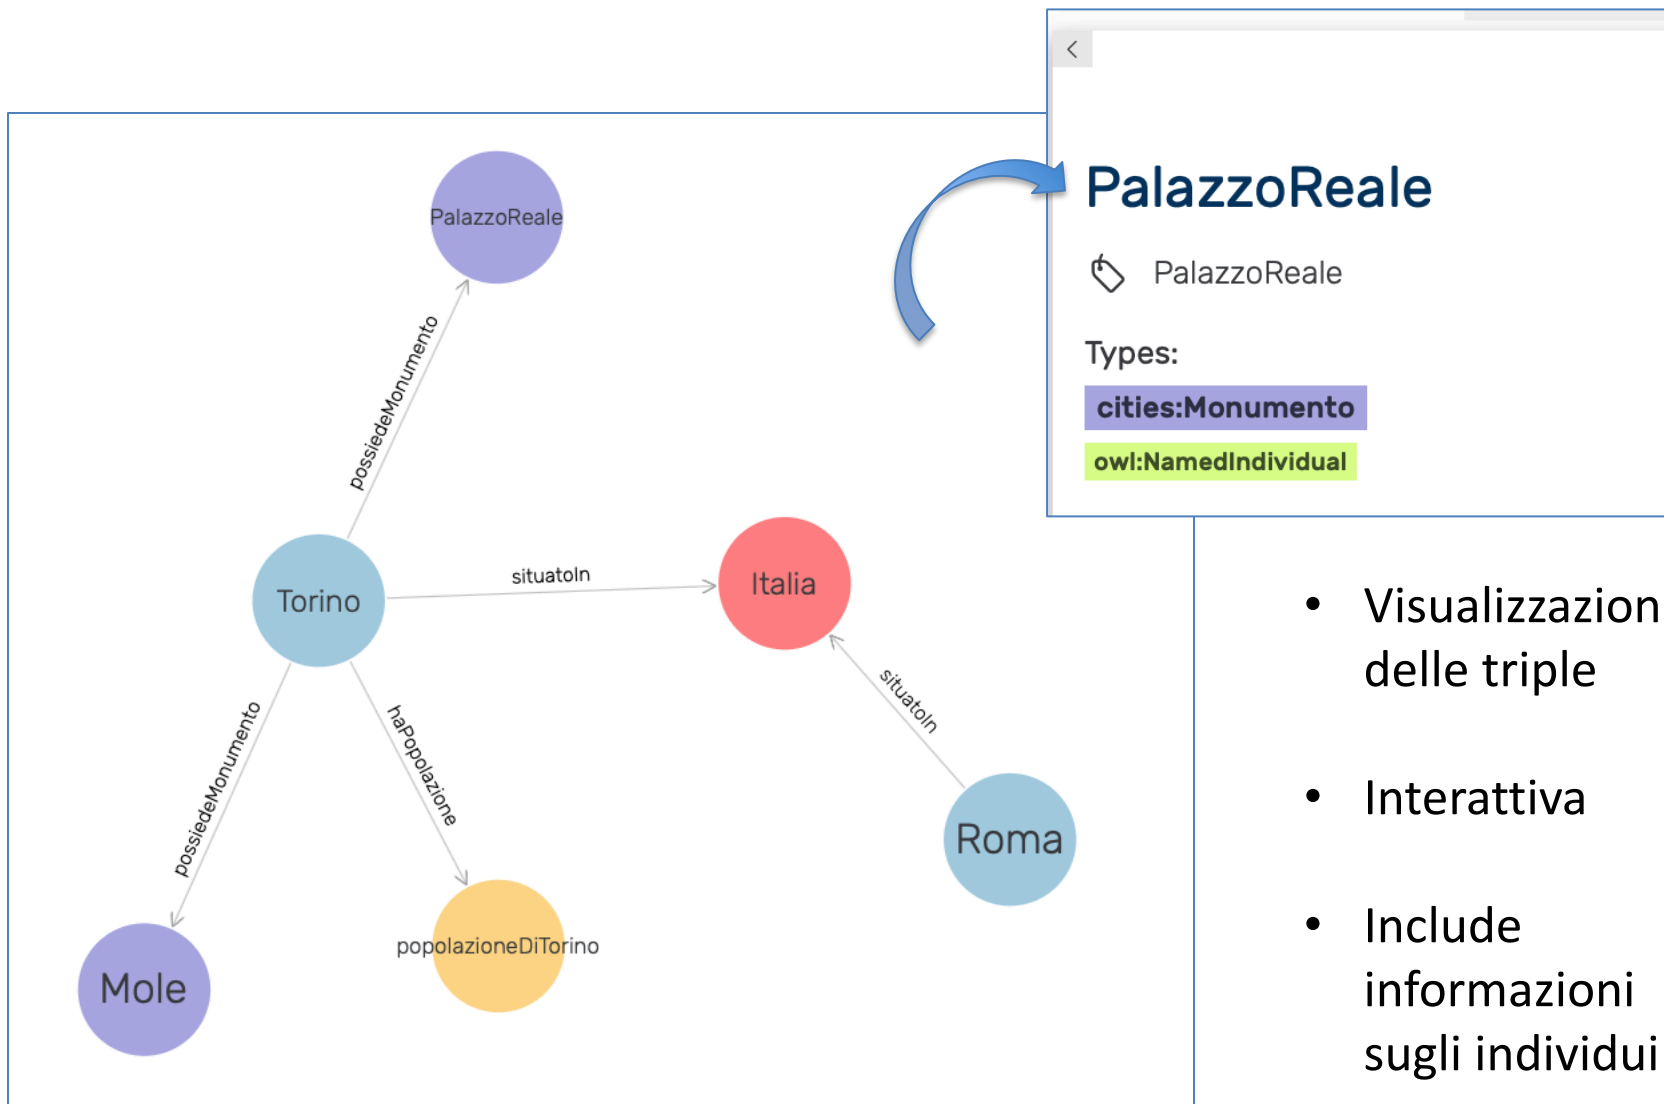 PalazzoReale
possiedeMonumento
Torino
situatoIn
Italia
situatoIn
Roma
haPopolazione
possiedeMonumento
popolazioneDiTorino
Mole
PalazzoReale
PalazzoReale
Types:
cities:Monumento
owl:NamedIndividual
• Visualizzazion
delle triple
• Interattiva
• Include
informazioni
sugli individui